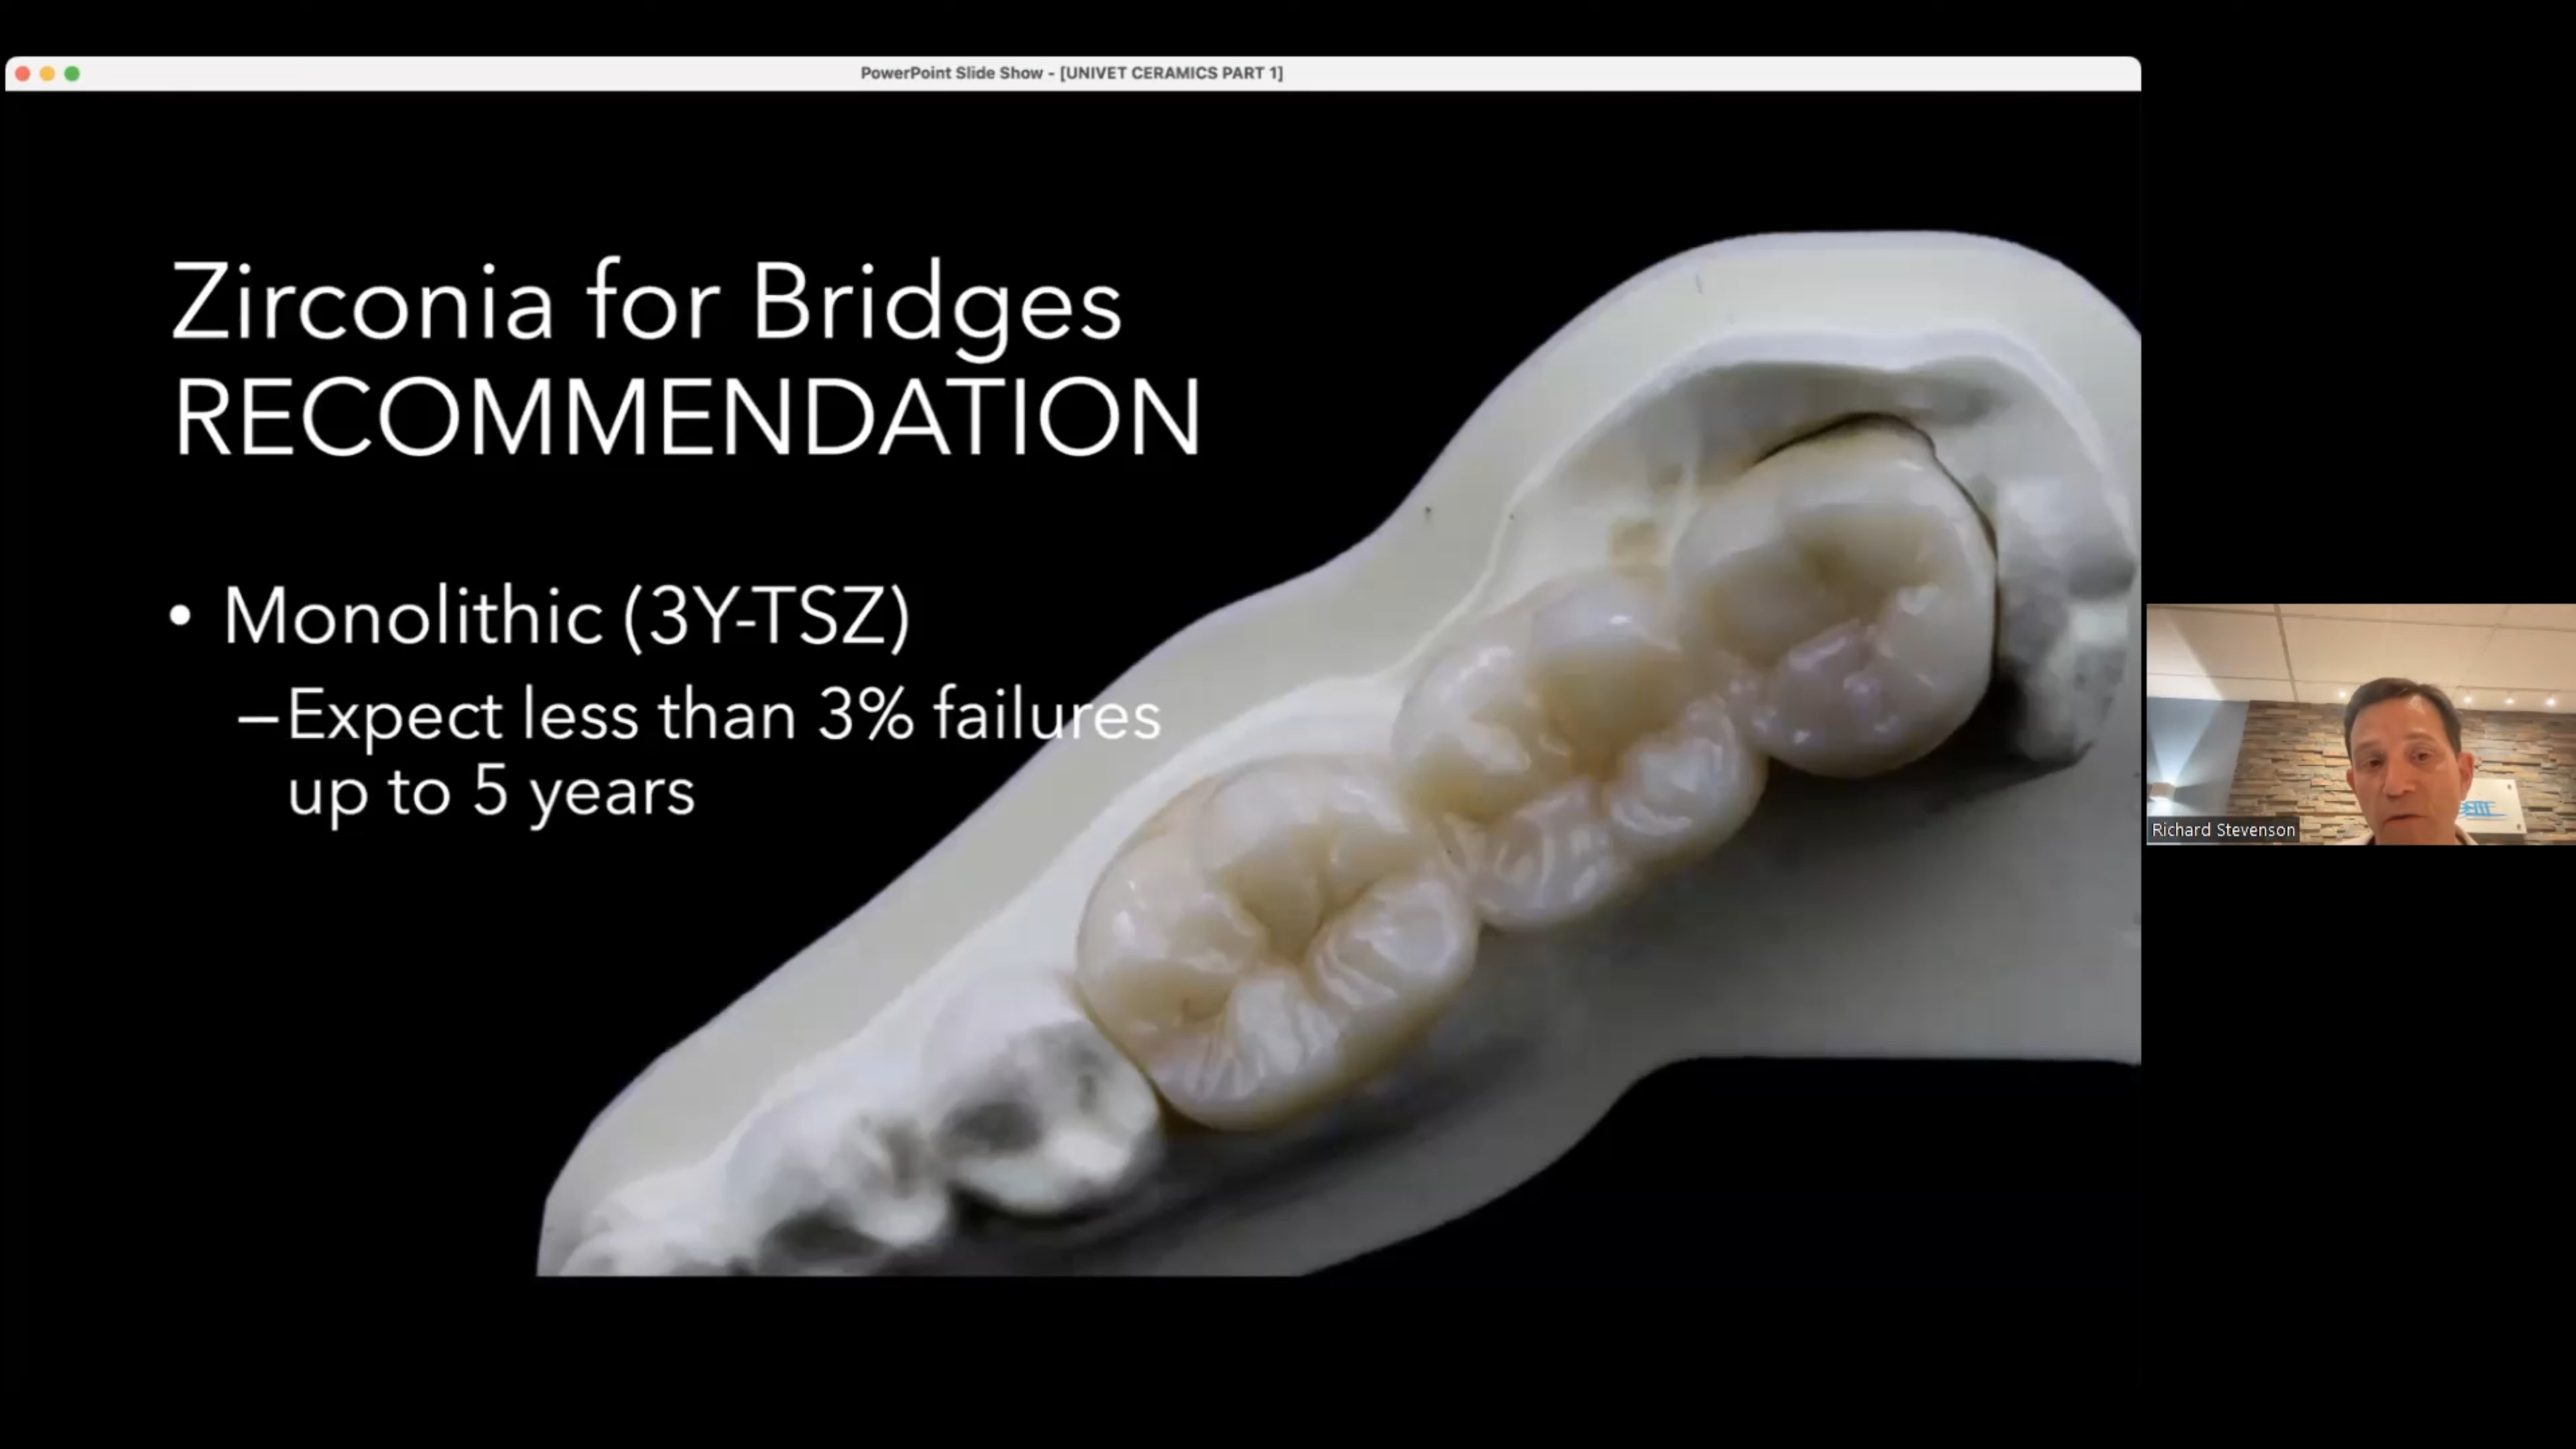 PowerPoint Slide Show - [UNIVET CERAMICS PART 1]
Zirconia for Bridges
RECOMMENDATION
• Monolithic (3Y-TSZ)
–Expect less than 3% failures
up to 5 years
Richard Stevenson